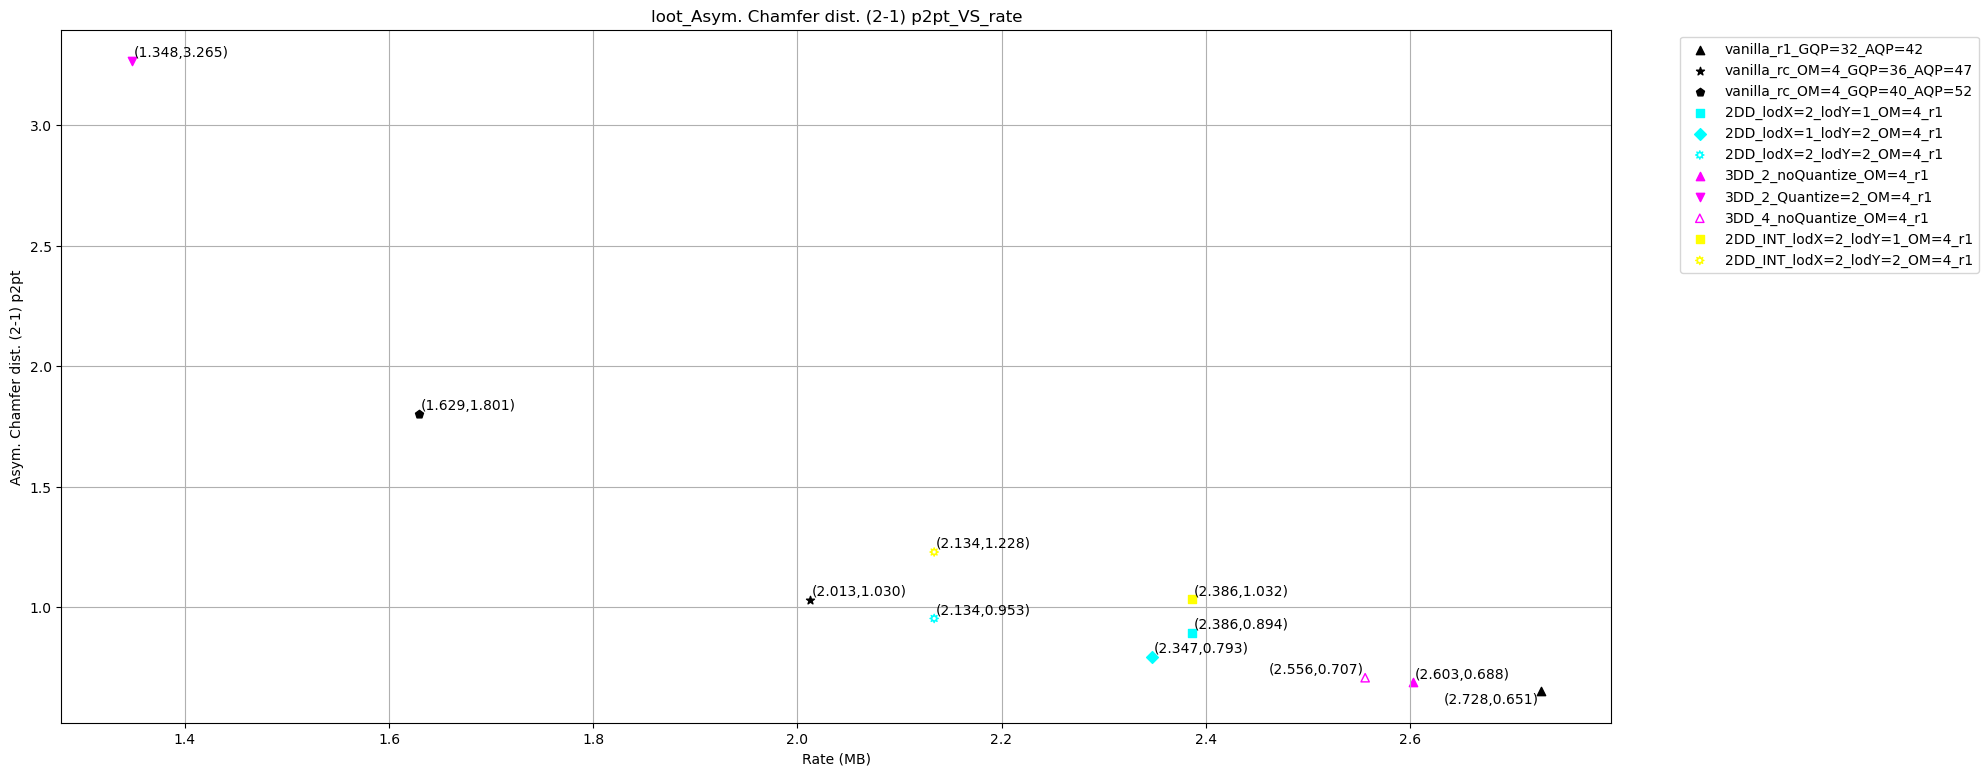 loot_Asym. Chamfer dist. (2-1) p2pt_VS_rate
(1.348,3.265)
(1.629,1.801)
(2.134,1.228)
(2.013,1.030)
(2.386,1.032)
(2.134,0.953)
(2.386,0.894)
(2.347,0.793)
(2.556,0.707)
(2.603,0.688)
(2.728,0.651)
Asym. Chamfer dist. (2-1) p2pt
3.0
2.5
2.0
1.5
1.0
1.4
1.6
1.8
2.0
2.2
2.4
2.6
Rate (MB)
vanilla_r1_GQP=32_AQP=42
vanilla_rc_OM=4_GQP=36_AQP=47
vanilla_rc_OM=4_GQP=40_AQP=52
2DD_lodX=2_lodY=1_OM=4_r1
2DD_lodX=1_lodY=2_OM=4_r1
2DD_lodX=2_lodY=2_OM=4_r1
3DD_2_noQuantize_OM=4_r1
3DD_2_Quantize=2_OM=4_r1
3DD_4_noQuantize_OM=4_r1
2DD_INT_lodX=2_lodY=1_OM=4_r1
2DD_INT_lodX=2_lodY=2_OM=4_r1